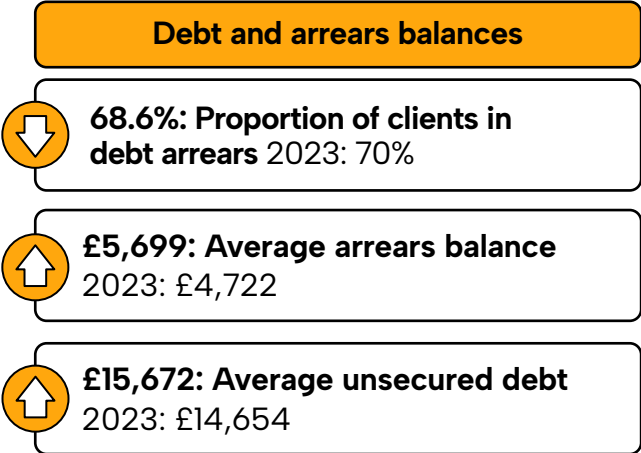 Debt and arrears balances
68.6%: Proportion of clients in
debt arrears 2023: 70%
£5,699: Average arrears balance
2023: £4,722
£15,672: Average unsecured debt
2023: £14,654